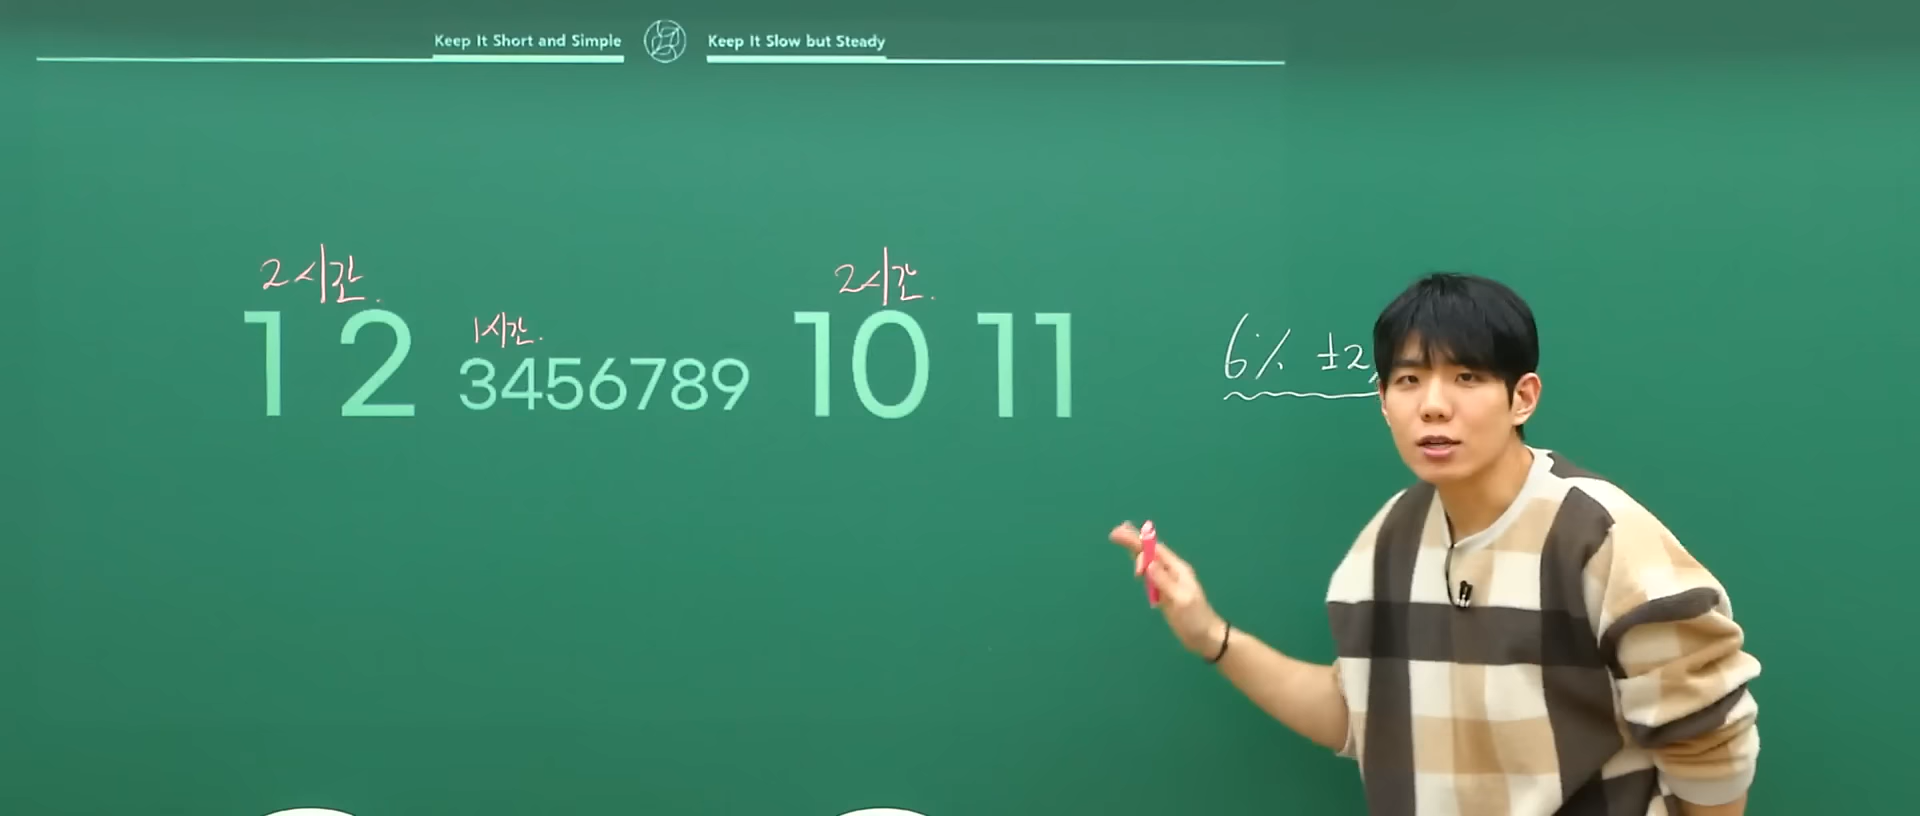 Keep It Short and Simple Keep It Slow but Steady
2시간. 2시간.
1시간.
1 2 3456789 10 11 6% ±2